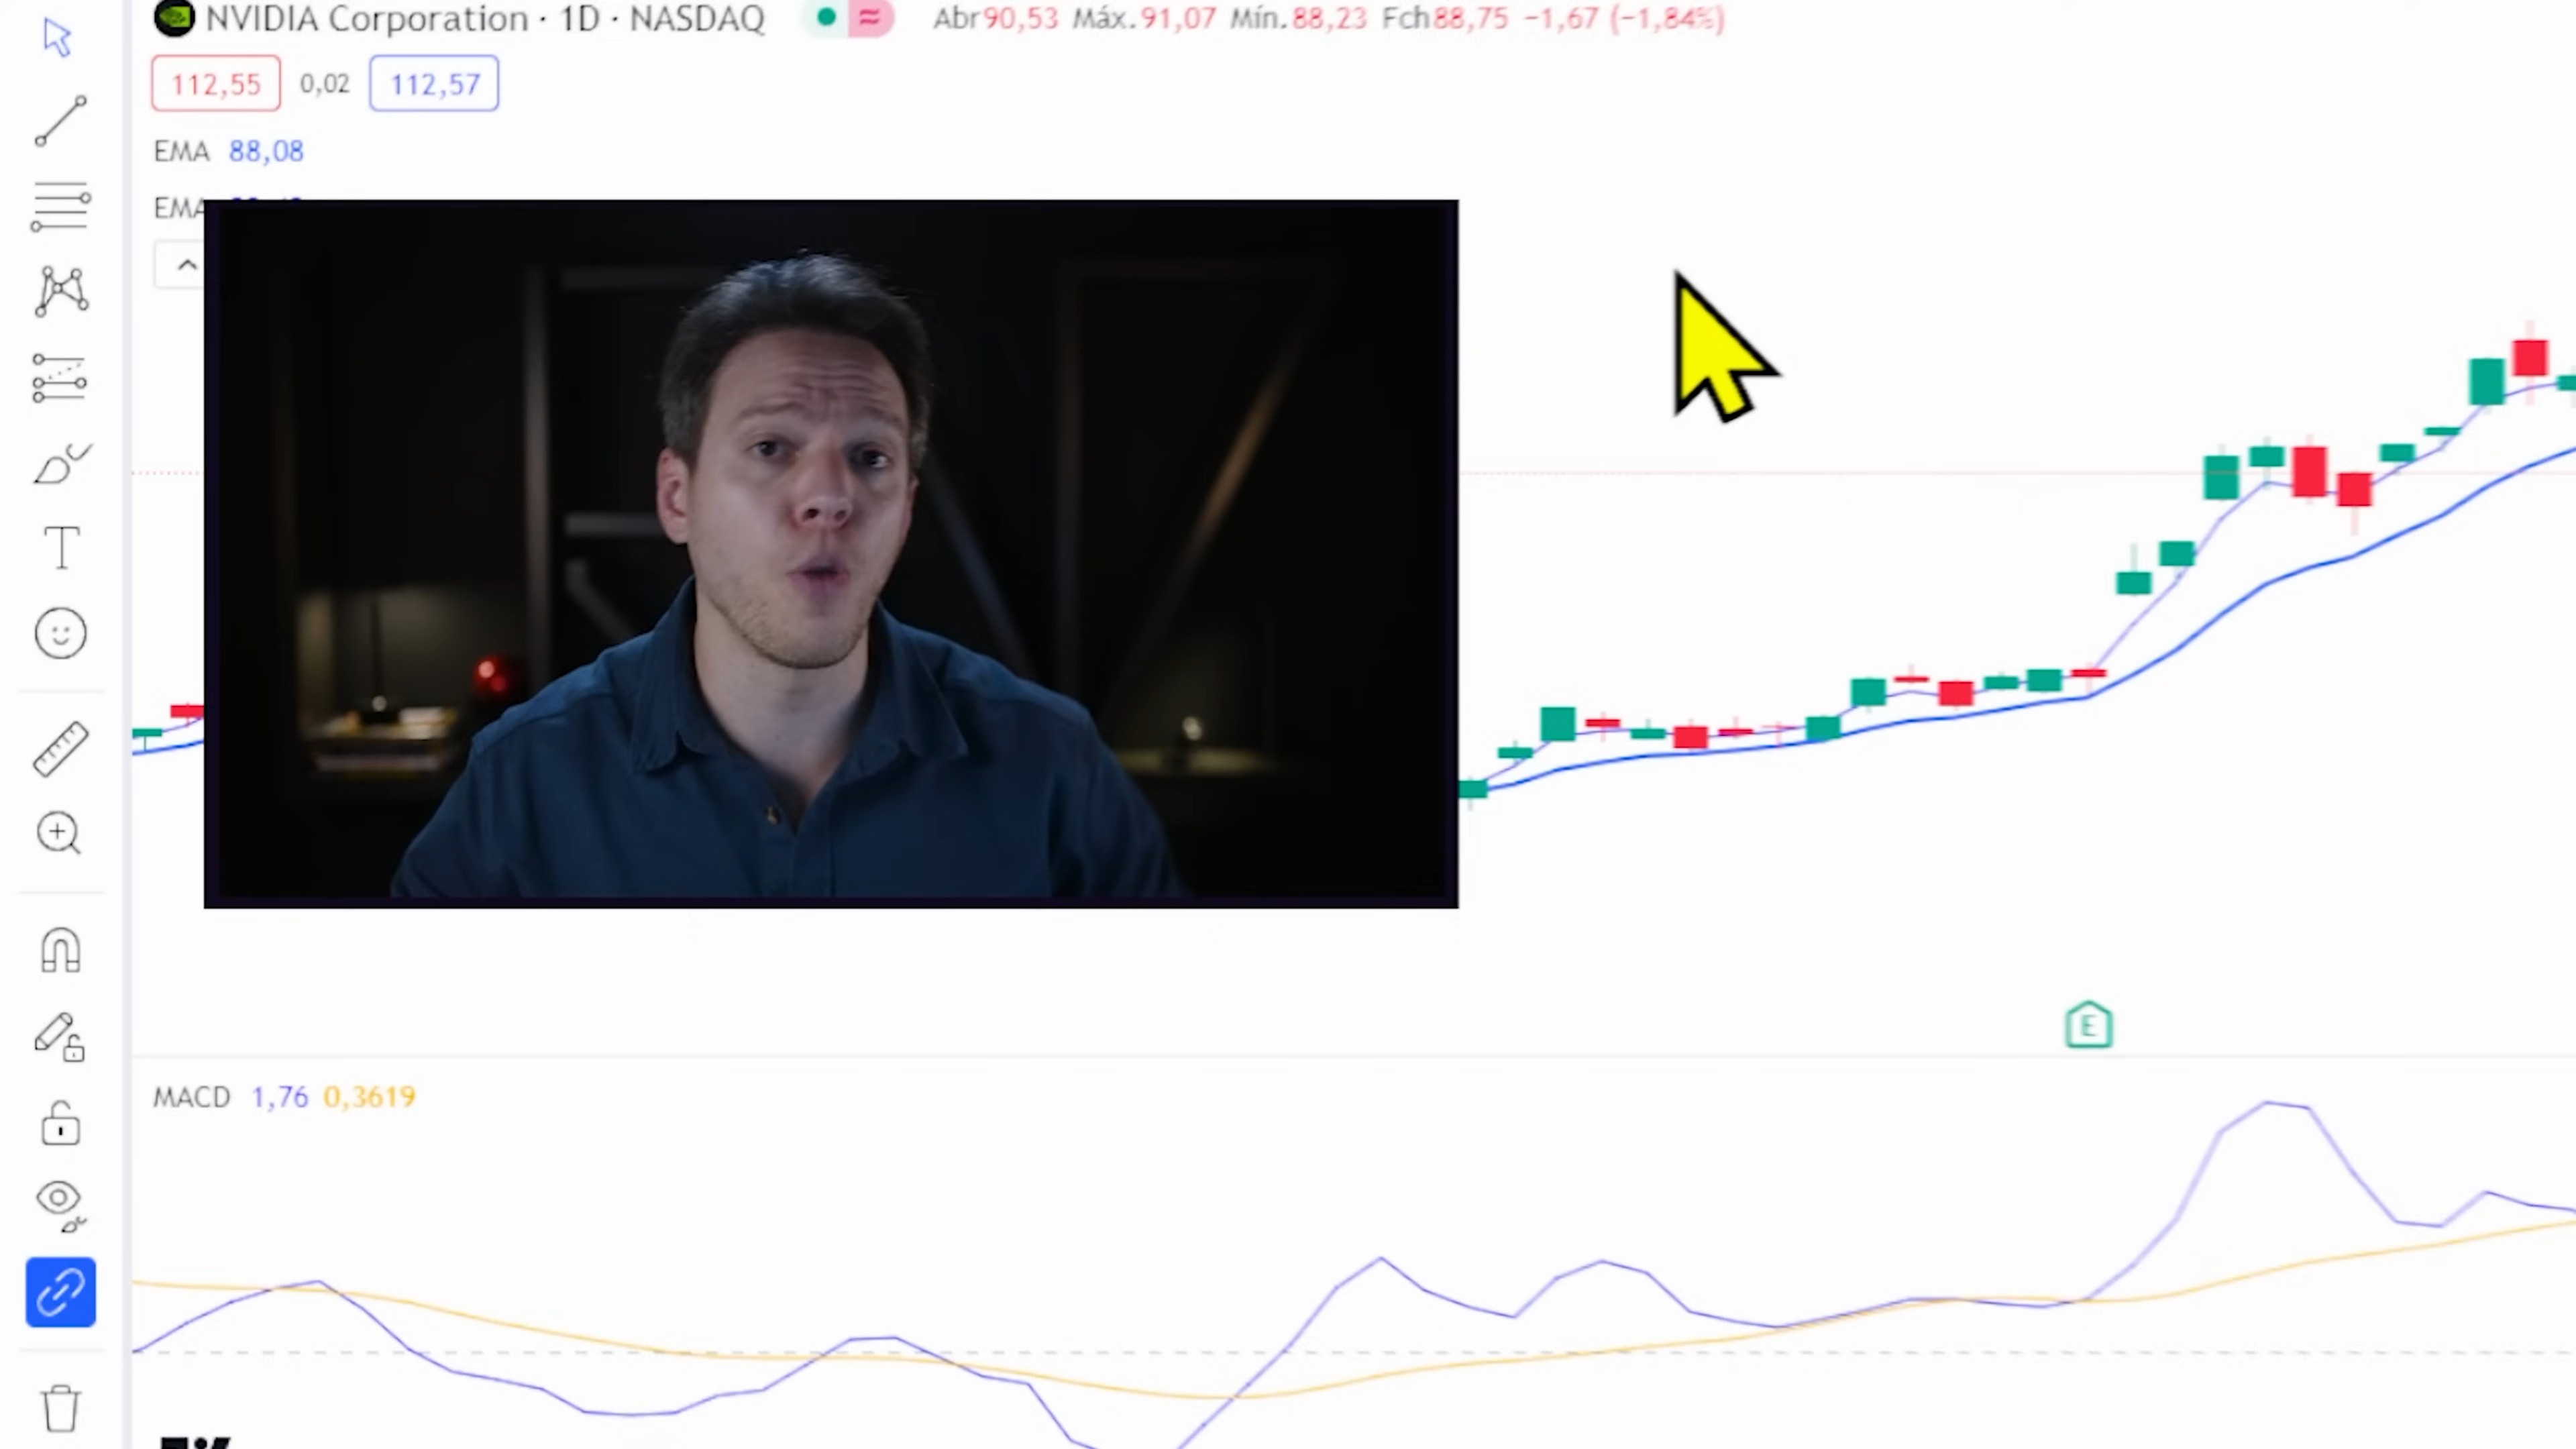 NVIDIA Corporation · 1D · NASDAQ Abr90,53 Máx.91,07 Mín.88,23 Fch88,75 −1,67 (−1,84%)
112,55 0,02 112,57
EMA 88,08
EMA
E
MACD 1,76 0,3619